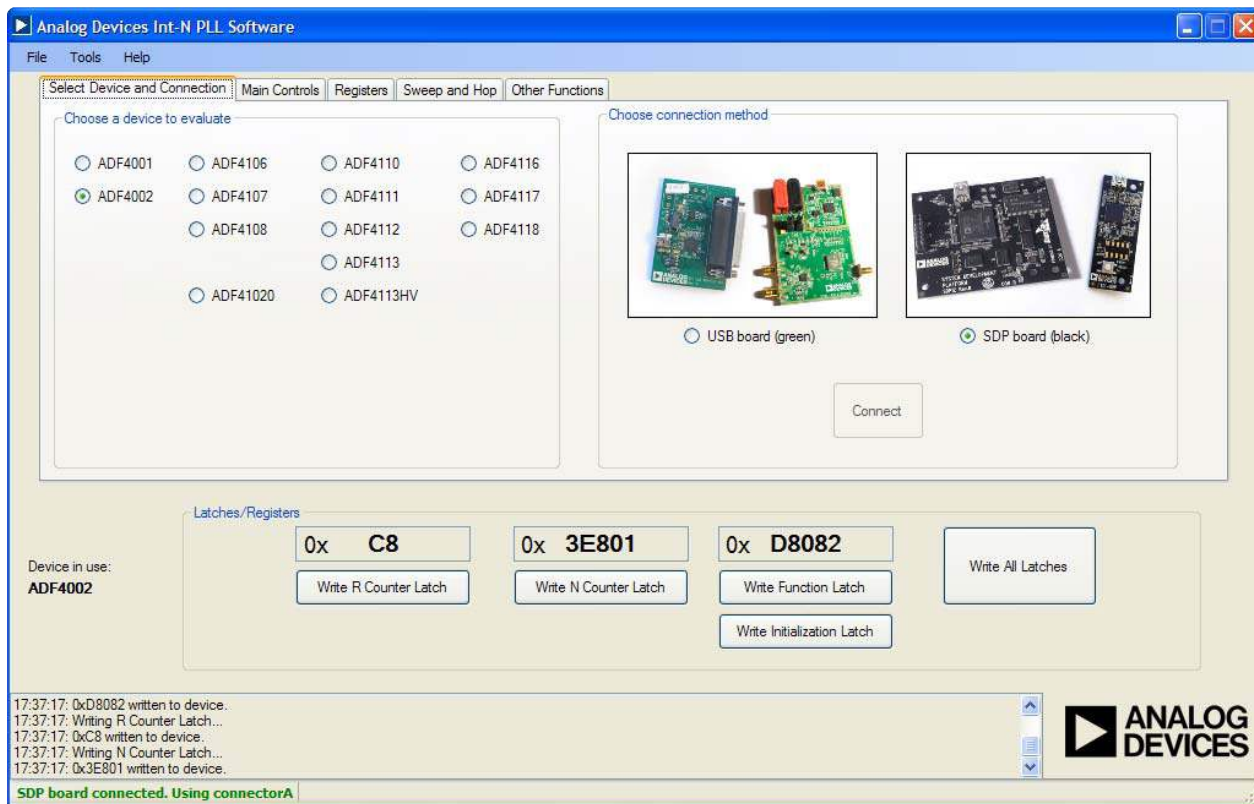 Analog Devices Int-N PLL Software
File Tools Help
Select Device and Connection Main Controls Registers Sweep and Hop Other Functions
Choose a device to evaluate
Choose connection method
ADF4001 ADF4106 ADF4110 ADF4116
ADF4002 ADF4107 ADF4111 ADF4117
ADF4108 ADF4112 ADF4118
ADF4113
ADF41020 ADF4113HV
ANALOG
DEVICES
SYSTEM DEVELOPMENT
PLATFORM
USB board (green) SDP board (black)
Connect
Latches/Registers
0x C8 0x 3E801 0x D8082
Write R Counter Latch Write N Counter Latch Write Function Latch Write All Latches
Write Initialization Latch
Device in use:
ADF4002
17:37:17: 0xD8082 written to device.
17:37:17: Writing R Counter Latch...
17:37:17: 0xC8 written to device.
17:37:17: Writing N Counter Latch...
17:37:17: 0x3E801 written to device.
ANALOG
DEVICES
SDP board connected. Using connectorA